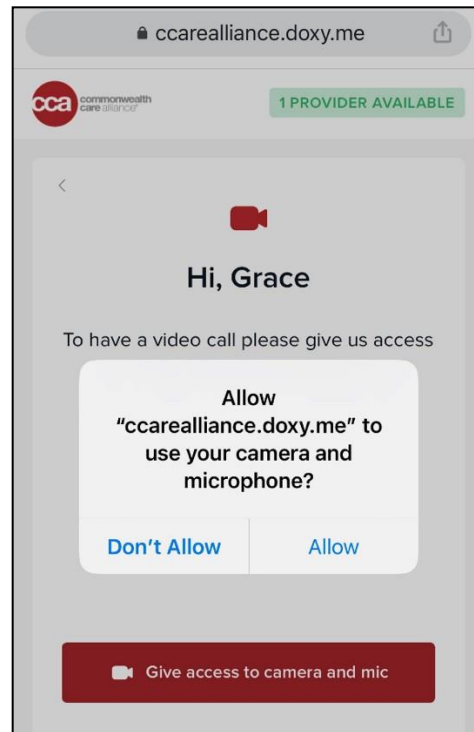 ccarealliance.doxy.me
cca commonwealth
care alliance®
1 PROVIDER AVAILABLE
Hi, Grace
To have a video call please give us access
Allow
“ccarealliance.doxy.me” to
use your camera and
microphone?
Don’t Allow
Allow
Give access to camera and mic